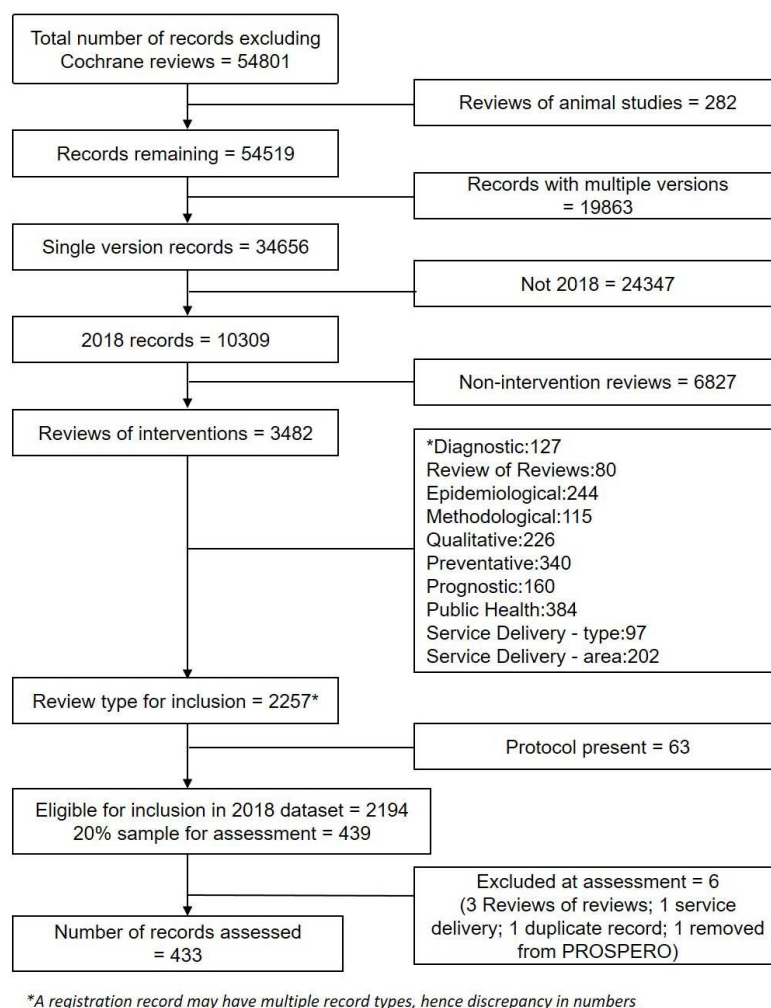 Total number of records excluding
Cochrane reviews = 54801
Reviews of animal studies = 282
Records remaining = 54519
Records with multiple versions
= 19863
Single version records = 34656
Not 2018 = 24347
2018 records = 10309
Non-intervention reviews = 6827
Reviews of interventions = 3482
*Diagnostic:127
Review of Reviews:80
Epidemiological:244
Methodological:115
Qualitative:226
Preventative:340
Prognostic:160
Public Health:384
Service Delivery - type:97
Service Delivery - area:202
Review type for inclusion = 2257*
Protocol present = 63
Eligible for inclusion in 2018 dataset = 2194
20% sample for assessment = 439
Excluded at assessment = 6
(3 Reviews of reviews; 1 service
delivery; 1 duplicate record; 1 removed
from PROSPERO)
Number of records assessed
= 433
*A registration record may have multiple record types, hence discrepancy in numbers